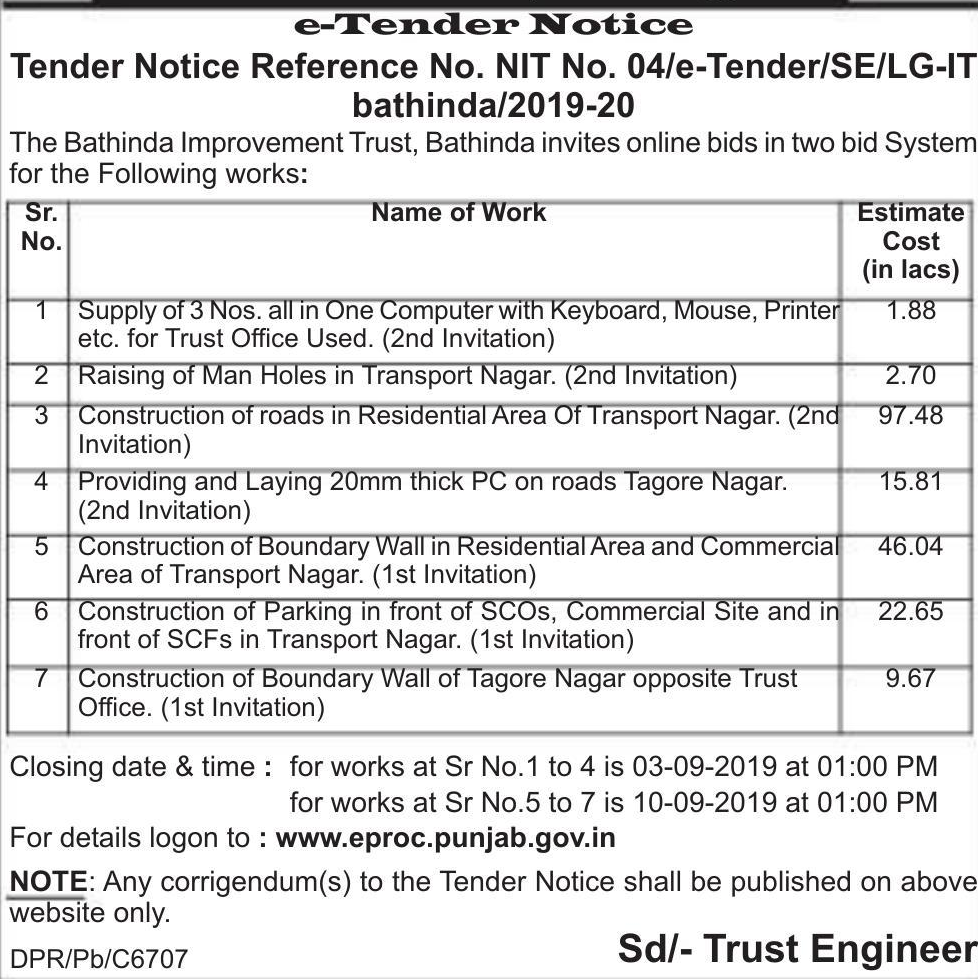 e-Tender Notice
Tender Notice Reference No. NIT No. 04/e-Tender/SE/LG-IT
bathinda/2019-20
The Bathinda Improvement Trust, Bathinda invites online bids in two bid System
for the Following works:
Sr. No. Name of Work Estimate Cost (in lacs)
1 Supply of 3 Nos. all in One Computer with Keyboard, Mouse, Printer 1.88
etc. for Trust Office Used. (2nd Invitation)
2 Raising of Man Holes in Transport Nagar. (2nd Invitation) 2.70
3 Construction of roads in Residential Area Of Transport Nagar. (2nd 97.48
Invitation)
4 Providing and Laying 20mm thick PC on roads Tagore Nagar. 15.81
(2nd Invitation)
5 Construction of Boundary Wall in Residential Area and Commercial 46.04
Area of Transport Nagar. (1st Invitation)
6 Construction of Parking in front of SCOs, Commercial Site and in 22.65
front of SCFs in Transport Nagar. (1st Invitation)
7 Construction of Boundary Wall of Tagore Nagar opposite Trust 9.67
Office. (1st Invitation)
Closing date & time : for works at Sr No.1 to 4 is 03-09-2019 at 01:00 PM
for works at Sr No.5 to 7 is 10-09-2019 at 01:00 PM
For details logon to : www.eproc.punjab.gov.in
NOTE: Any corrigendum(s) to the Tender Notice shall be published on above
website only.
DPR/Pb/C6707 Sd/- Trust Engineer